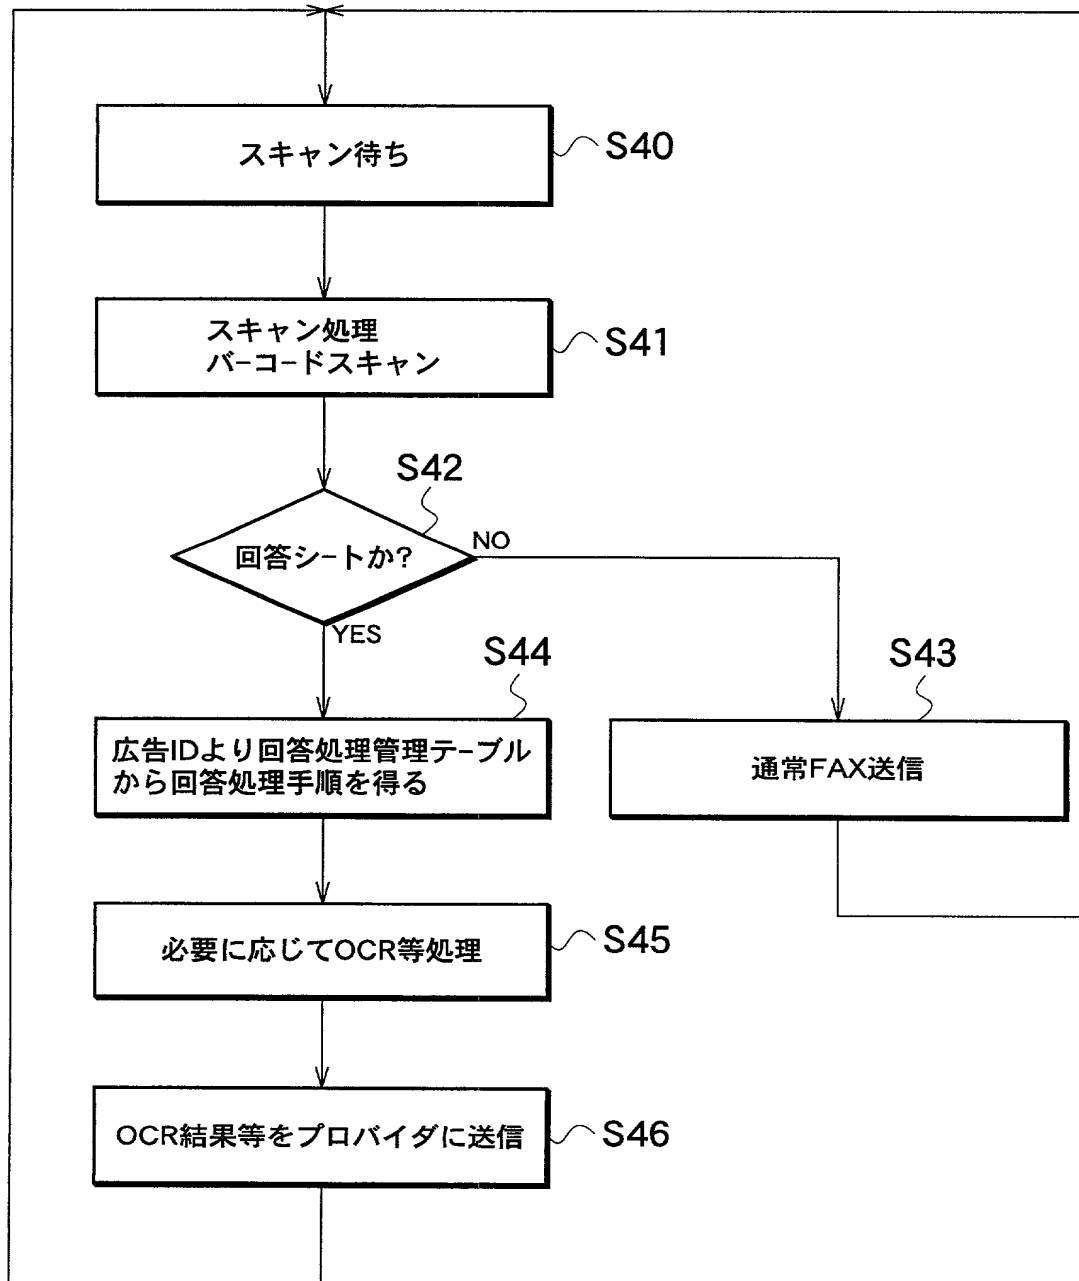 スキャン待ち
S40
スキャン処理
バーコードスキャン
S41
S42
回答シートか?
NO
YES
S44
S43
広告IDより回答処理管理テーブル
から回答処理手順を得る
通常FAX送信
必要に応じてOCR等処理
S45
OCR結果等をプロバイダに送信
S46